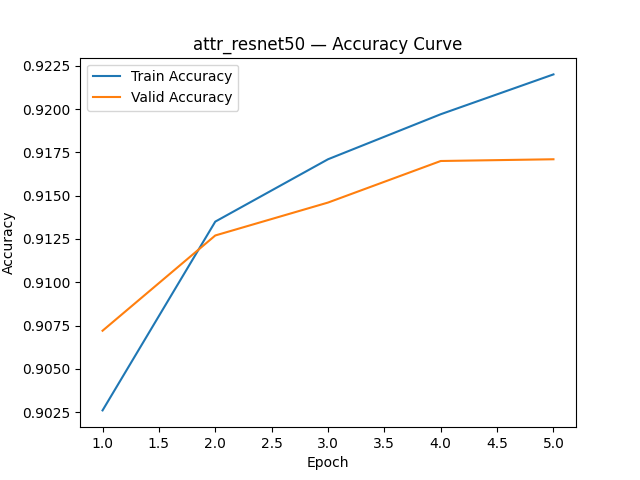 attr_resnet50 — Accuracy Curve
Train Accuracy
Valid Accuracy
0.9225
0.9200
0.9175
0.9150
0.9125
0.9100
0.9075
0.9050
0.9025
Accuracy
1.0 1.5 2.0 2.5 3.0 3.5 4.0 4.5 5.0
Epoch